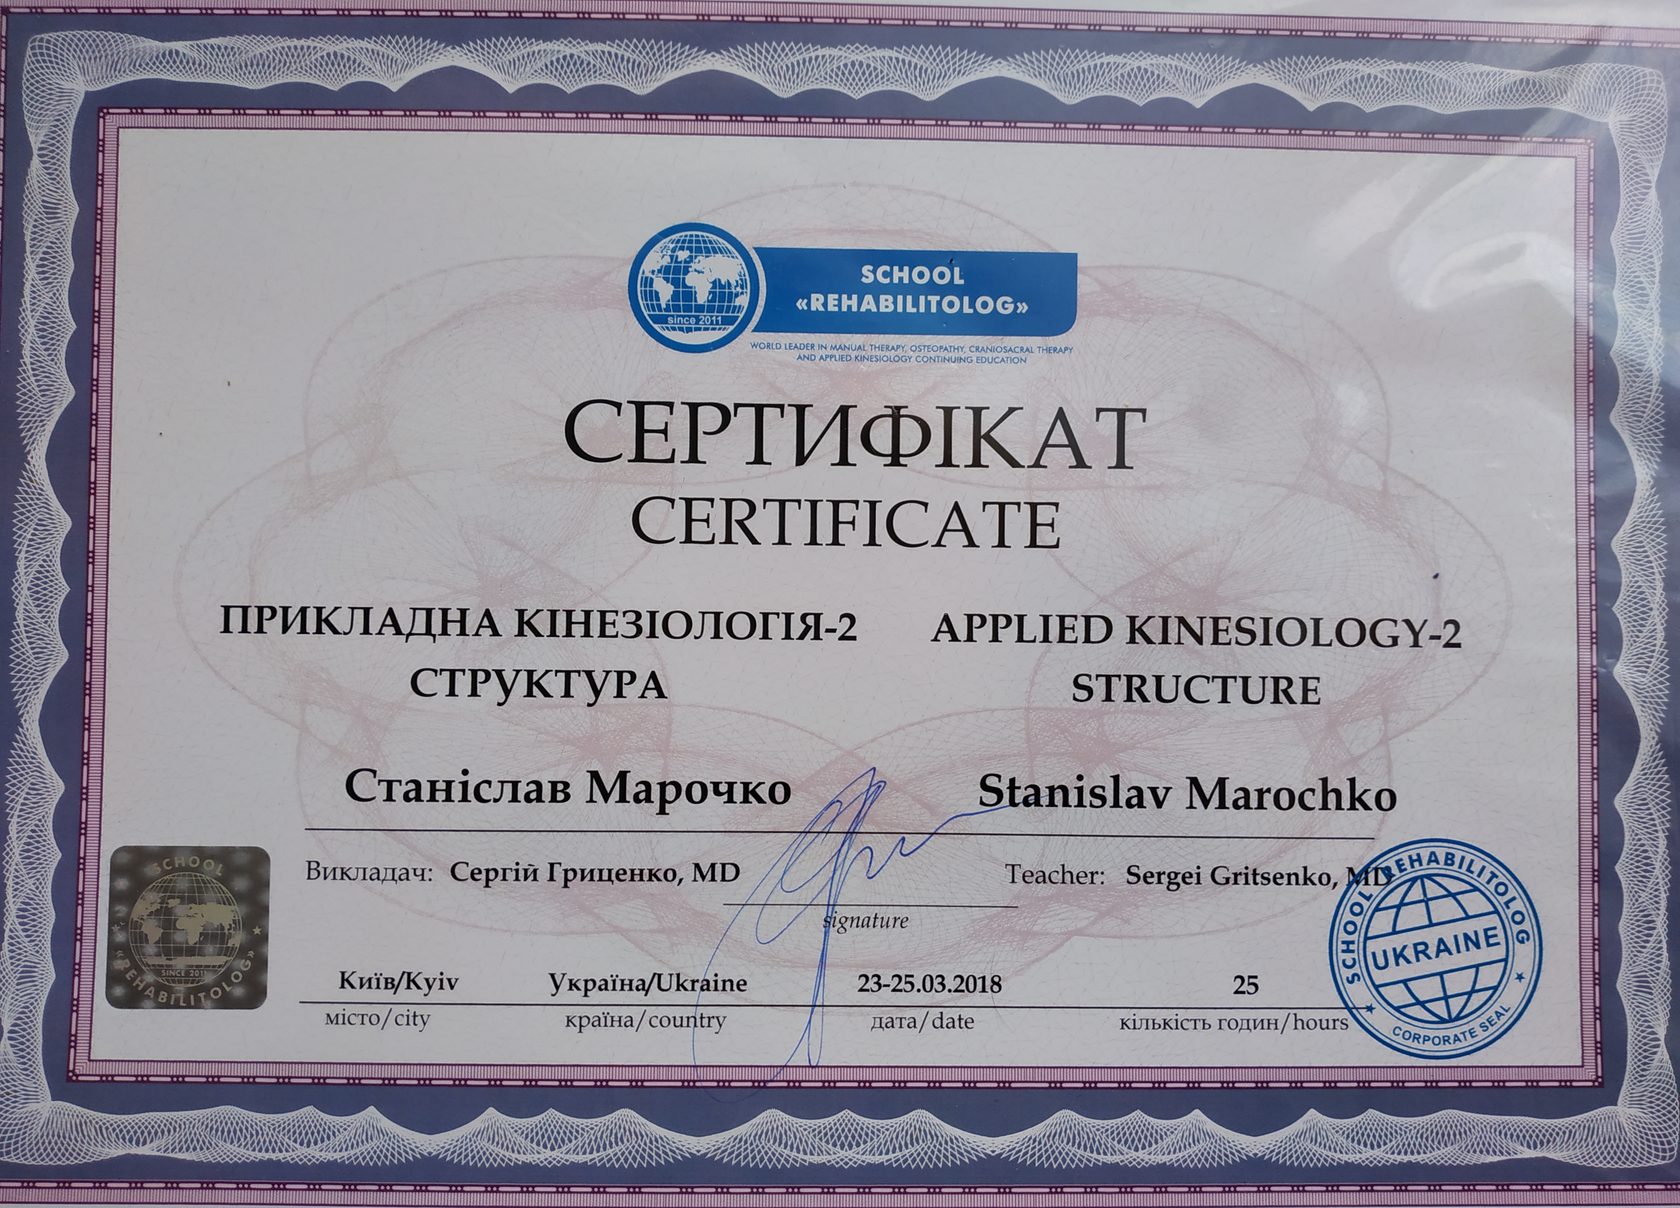 since 2011
SCHOOL
«REHABILITOLOG»
WORLD LEADER IN MANUAL THERAPY, OSTEOPATHY, CRANIOSACRAL THERAPY
AND APPLIED KINESIOLOGY CONTINUING EDUCATION
СЕРТИФІКАТ
CERTIFICATE
ПРИКЛАДНА КІНЕЗІОЛОГІЯ-2
СТРУКТУРА
APPLIED KINESIOLOGY-2
STRUCTURE
Станіслав Марочко
Stanislav Marochko
Викладач: Сергій Гриценко, MD
Teacher: Sergei Gritsenko, MD
signature
Київ/Kyiv
місто/city
Україна/Ukraine
країна/country
23-25.03.2018
дата/date
25
кількість годин/hours
SCHOOL
SINCE 2011
«REHABILITOLOG»
SCHOOL REHABILITOLOG
UKRAINE
CORPORATE SEAL